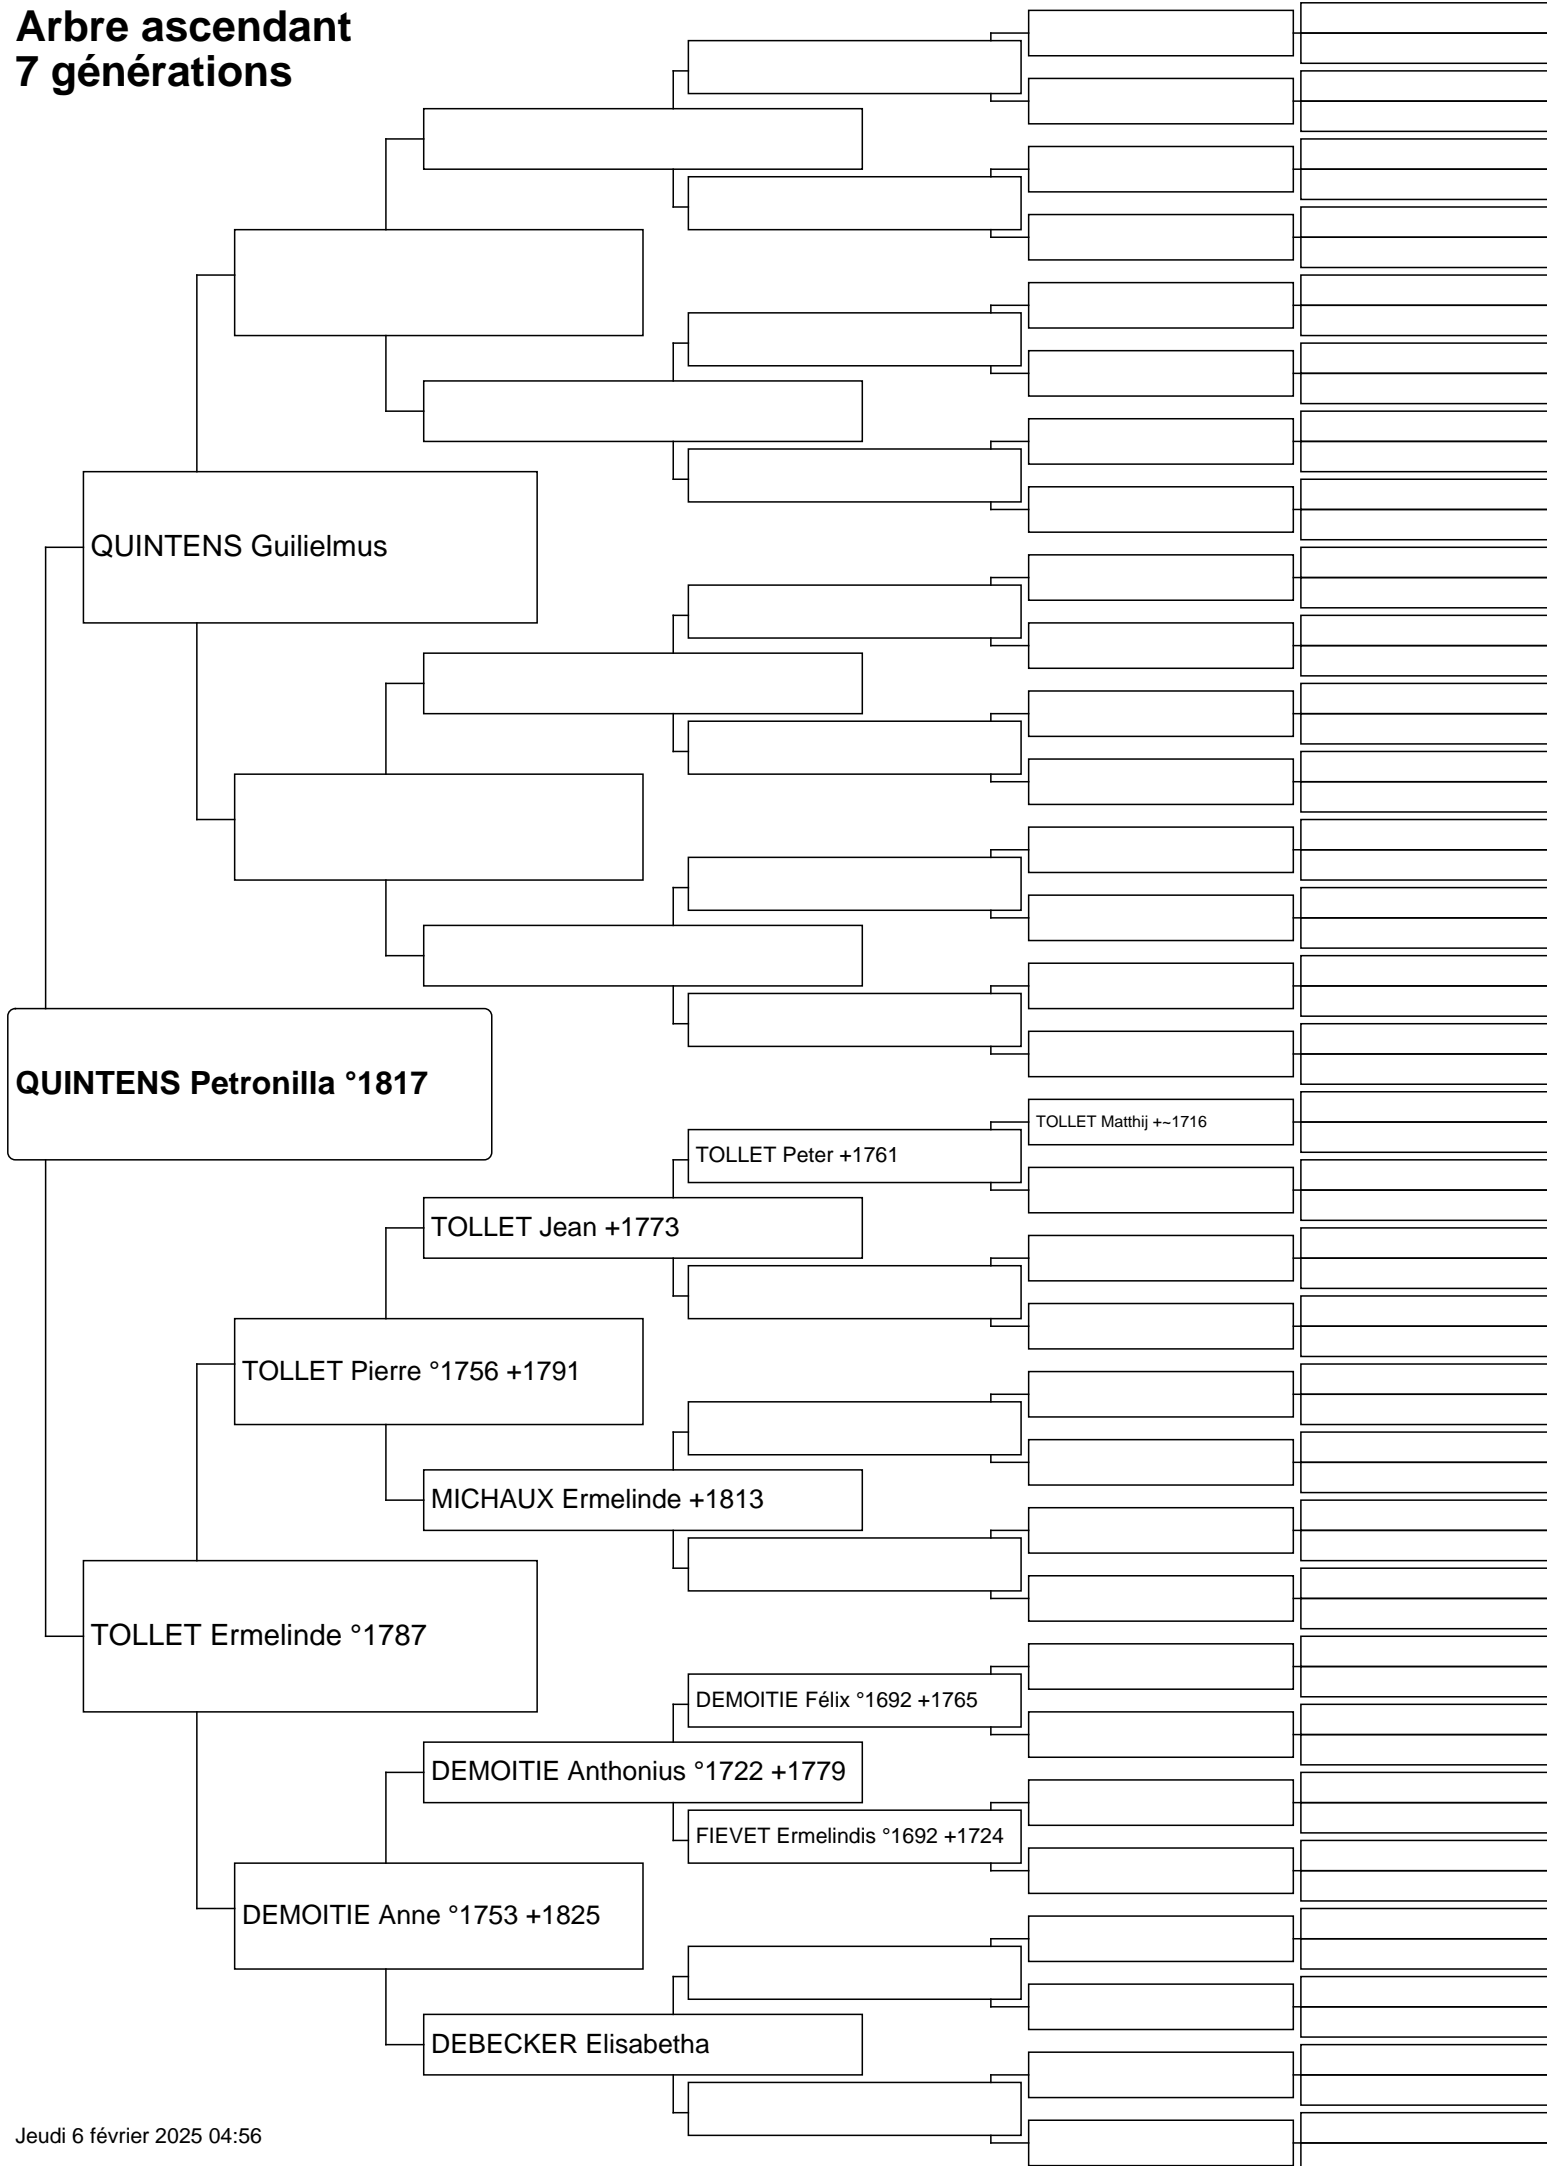 Arbre ascendant
7 générations
QUINTENS Guilielmus
QUINTENS Petronilla °1817
TOLLET Matthij +~1716
TOLLET Peter +1761
TOLLET Jean +1773
TOLLET Pierre °1756 +1791
MICHAUX Ermelinde +1813
TOLLET Ermelinde °1787
DEMOITIE Félix °1692 +1765
DEMOITIE Anthonius °1722 +1779
FIEVET Ermelindis °1692 +1724
DEMOITIE Anne °1753 +1825
DEBECKER Elisabetha
Jeudi 6 février 2025 04:56